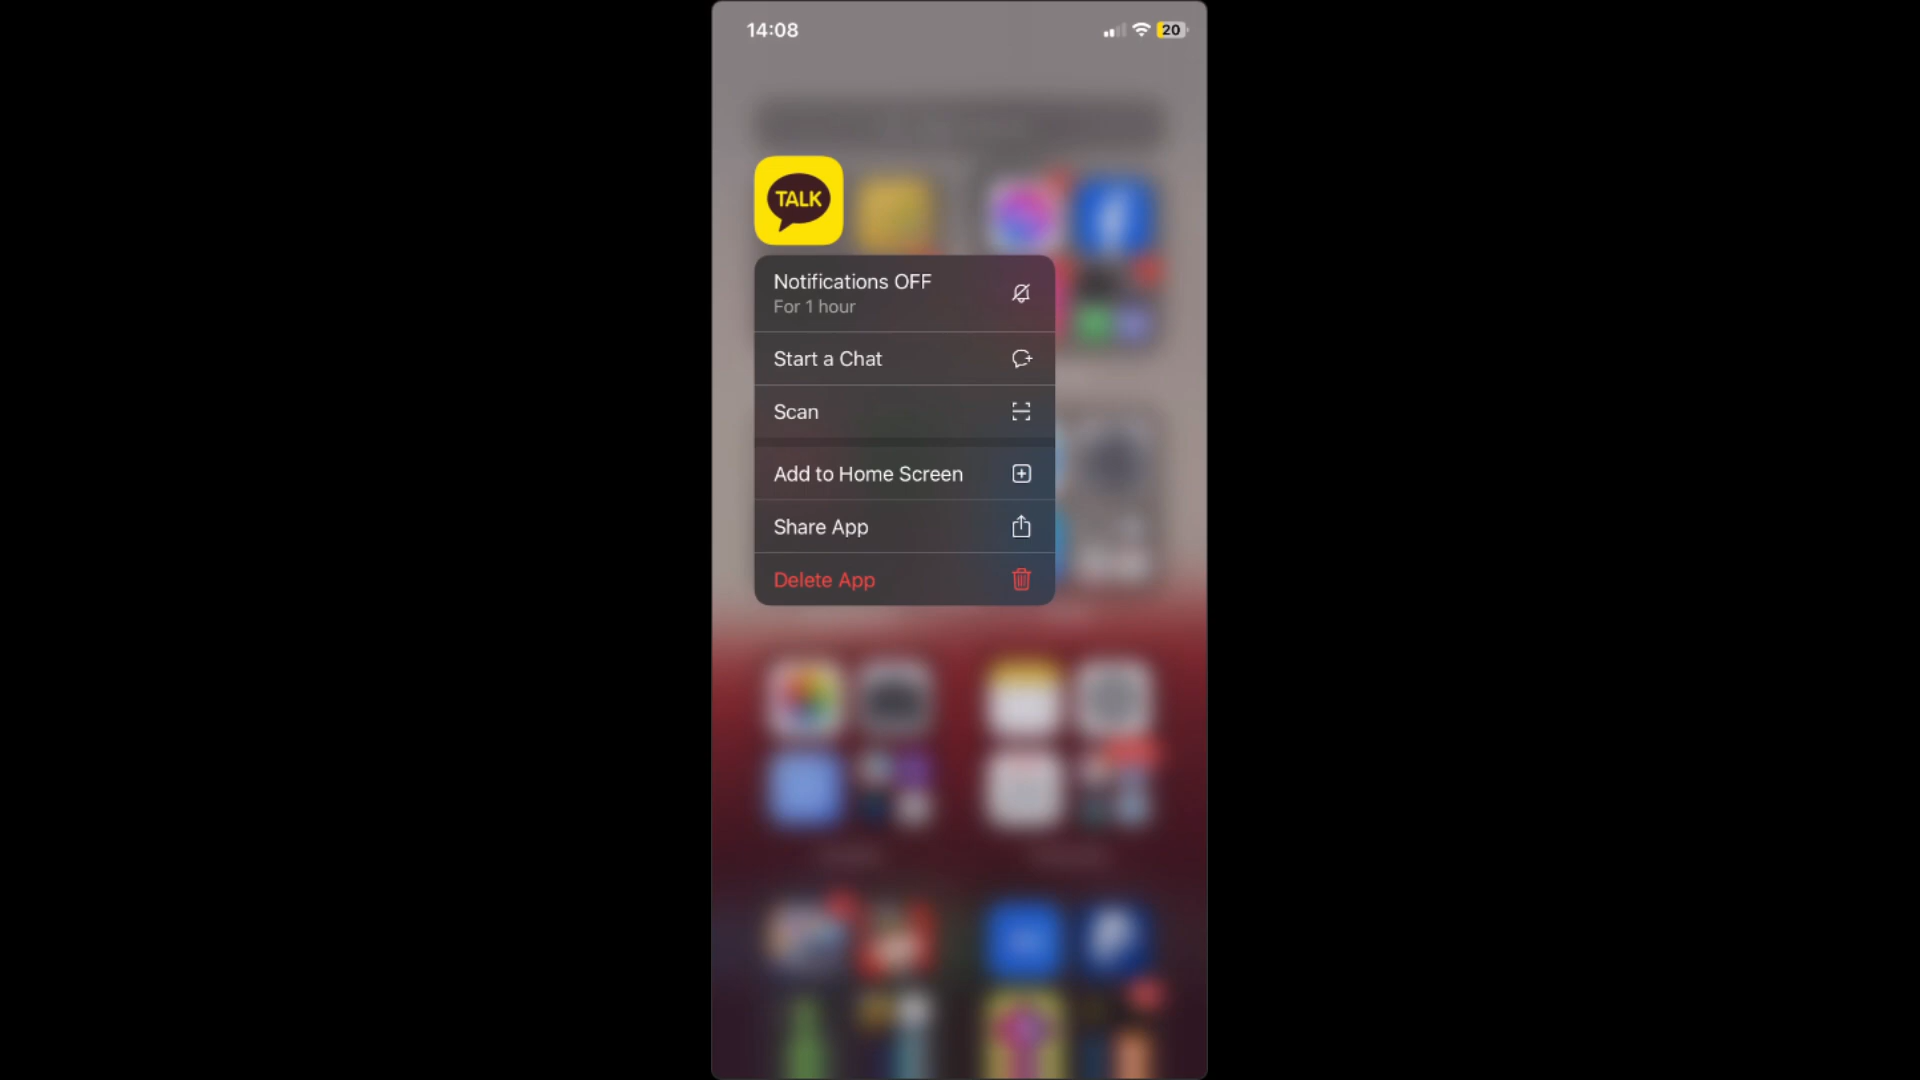 14:08
20
TALK
Notifications OFF
For 1 hour
Start a Chat
Scan
Add to Home Screen
Share App
Delete App